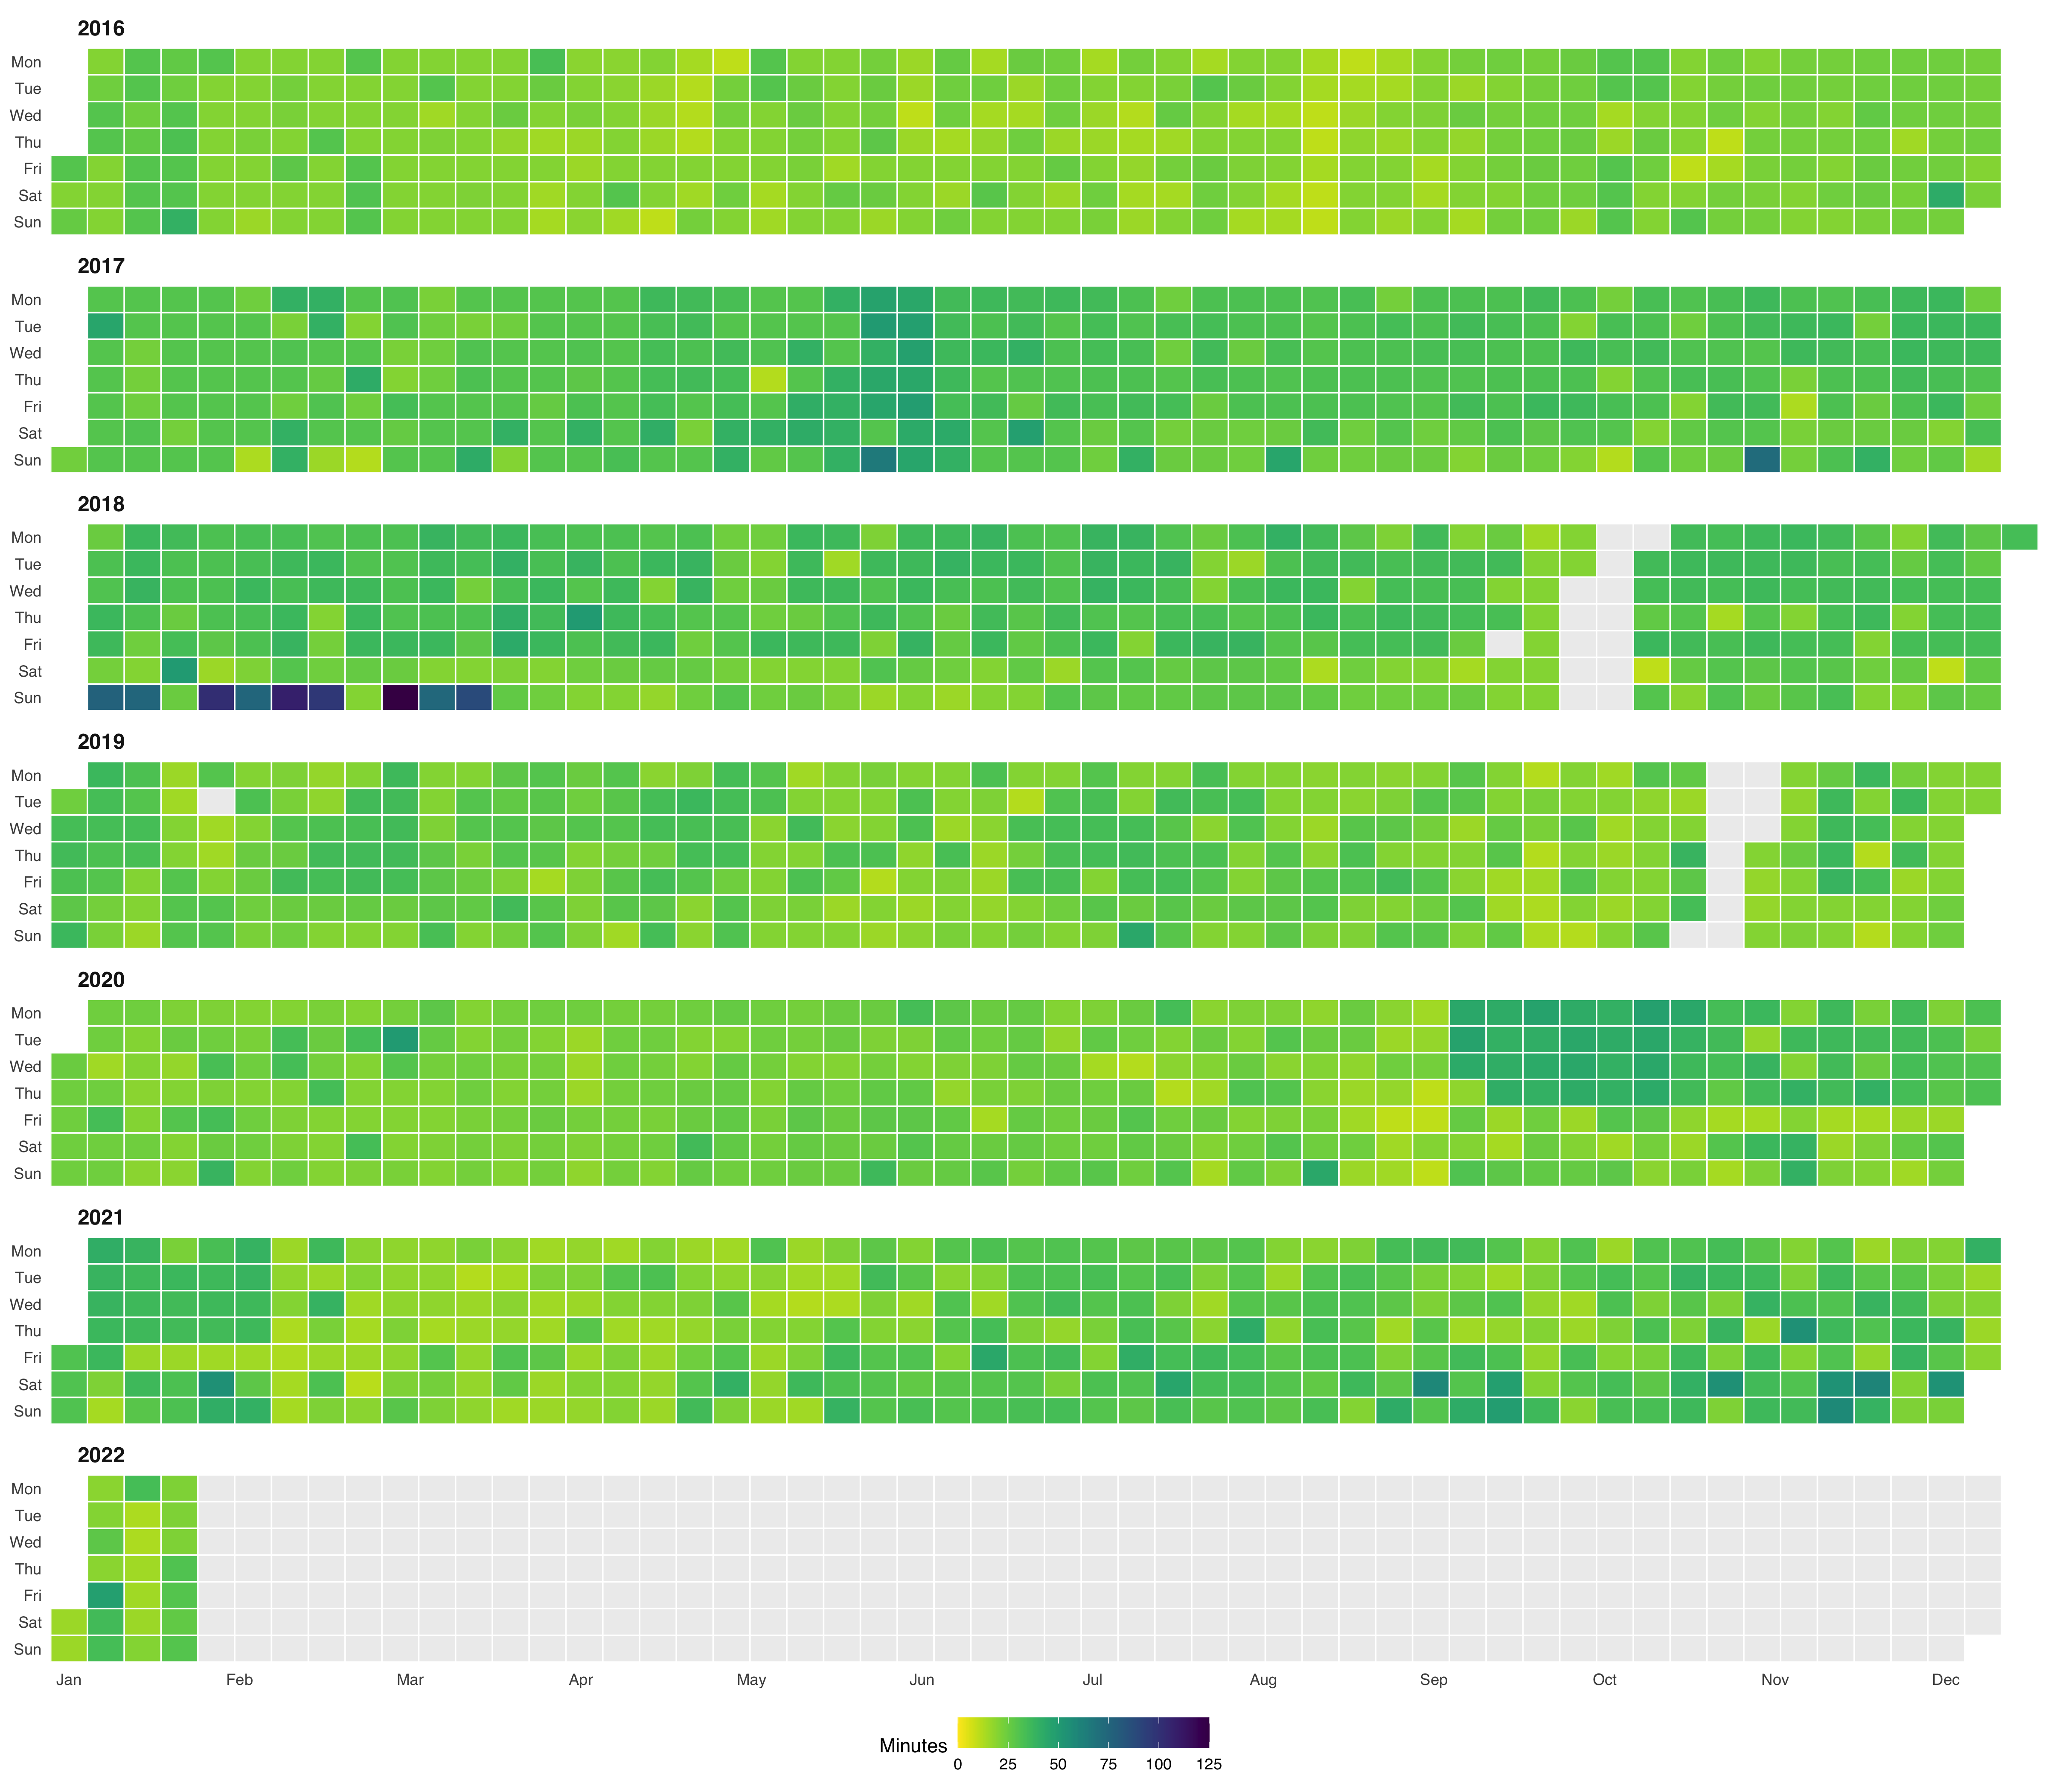 2016
Mon
Tue
Wed
Thu
Fri
Sat
Sun
2017
Mon
Tue
Wed
Thu
Fri
Sat
Sun
2018
Mon
Tue
Wed
Thu
Fri
Sat
Sun
2019
Mon
Tue
Wed
Thu
Fri
Sat
Sun
2020
Mon
Tue
Wed
Thu
Fri
Sat
Sun
2021
Mon
Tue
Wed
Thu
Fri
Sat
Sun
2022
Mon
Tue
Wed
Thu
Fri
Sat
Sun
Jan Feb Mar Apr May Jun Jul Aug Sep Oct Nov Dec
Minutes
0 25 50 75 100 125